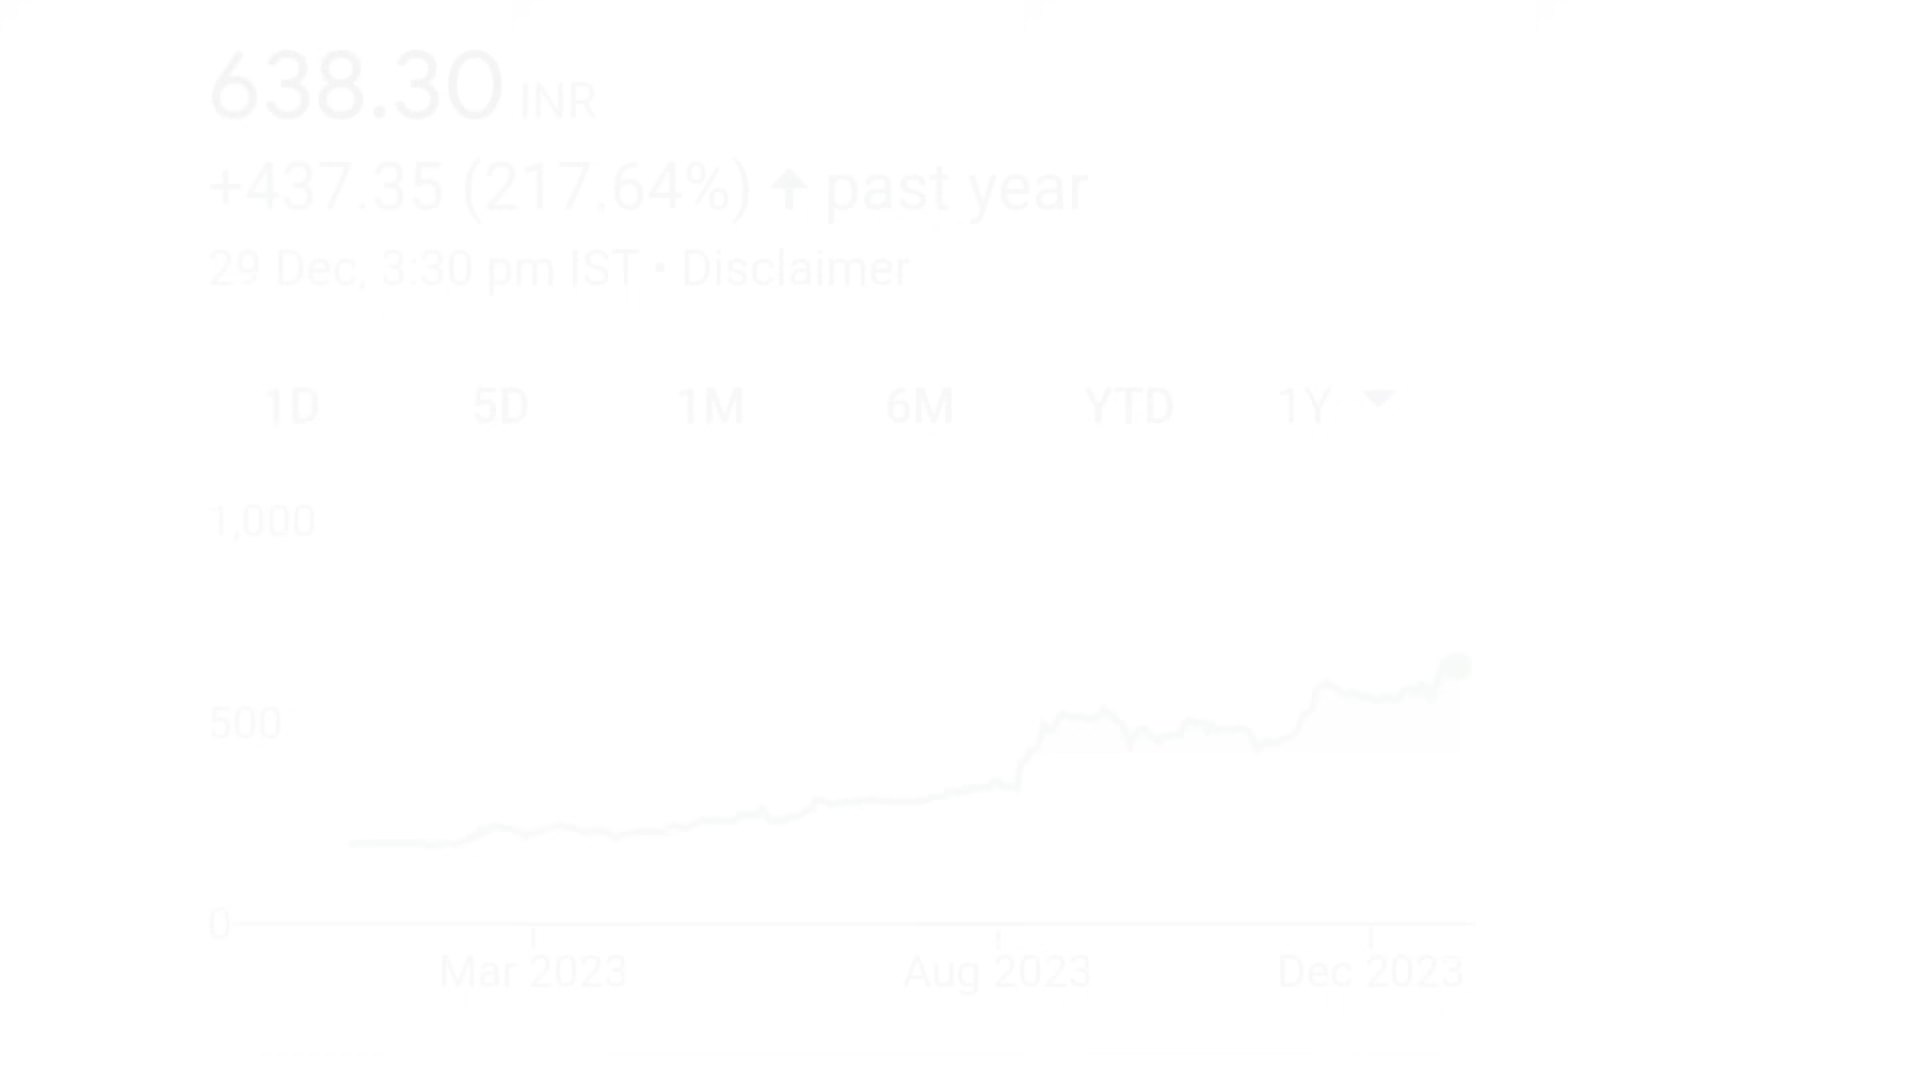 638.30 INR
+437.35 (217.64%) ↑ past year
29 Dec, 3:30 pm IST • Disclaimer
1D 5D 1M 6M YTD 1Y
1,000
500
0
Mar 2023 Aug 2023 Dec 2023